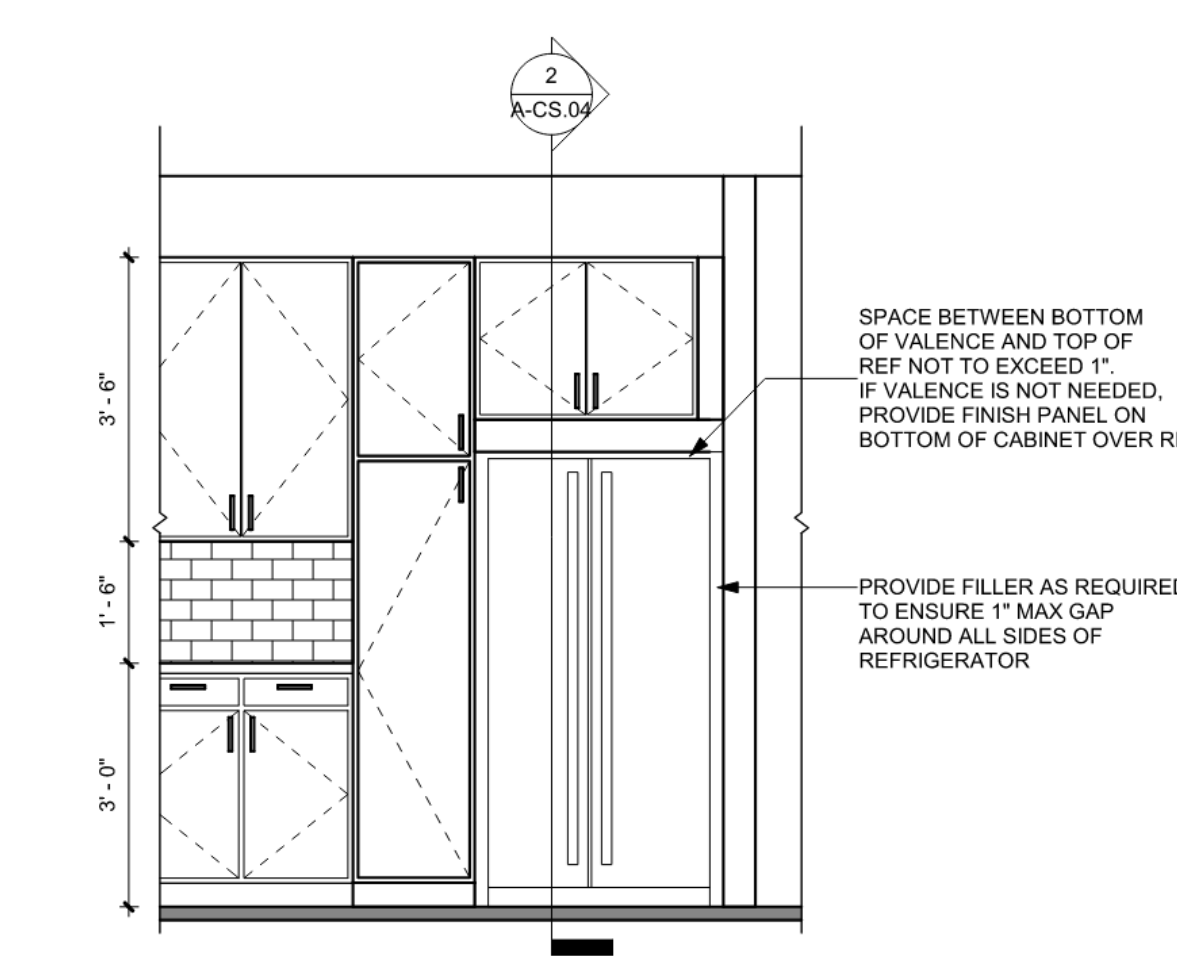 2
A-CS.04
3' - 6"
1' - 6"
3' - 0"
SPACE BETWEEN BOTTOM
OF VALENCE AND TOP OF
REF NOT TO EXCEED 1".
IF VALENCE IS NOT NEEDED,
PROVIDE FINISH PANEL ON
BOTTOM OF CABINET OVER
PROVIDE FILLER AS REQUIRED
TO ENSURE 1" MAX GAP
AROUND ALL SIDES OF
REFRIGERATOR